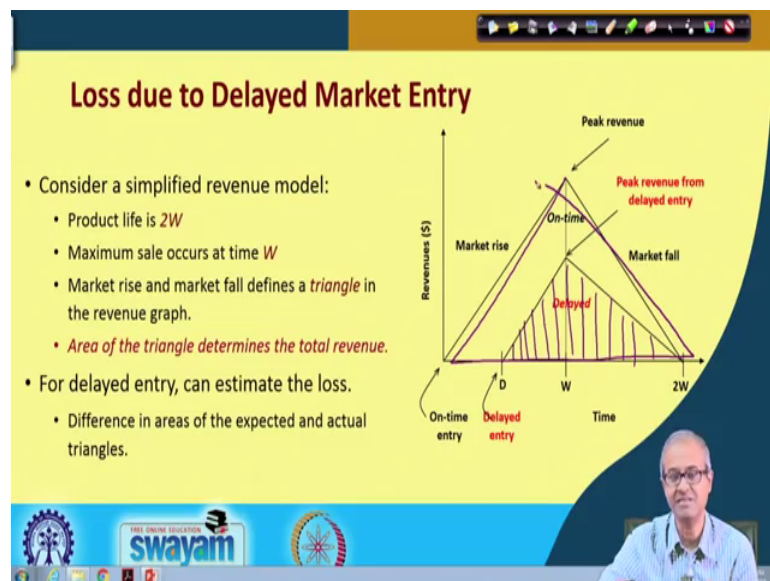 Loss due to Delayed Market Entry
• Consider a simplified revenue model:
• Product life is 2W
• Maximum sale occurs at time W
• Market rise and market fall defines a triangle in
the revenue graph.
• Area of the triangle determines the total revenue.
• For delayed entry, can estimate the loss.
• Difference in areas of the expected and actual
triangles.
Peak revenue
Peak revenue from
delayed entry
On-time
Market rise
Market fall
Revenues ($)
Delayed
D
W
2W
On-time
entry
Delayed
entry
Time
FREE ONLINE EDUCATION
swayam